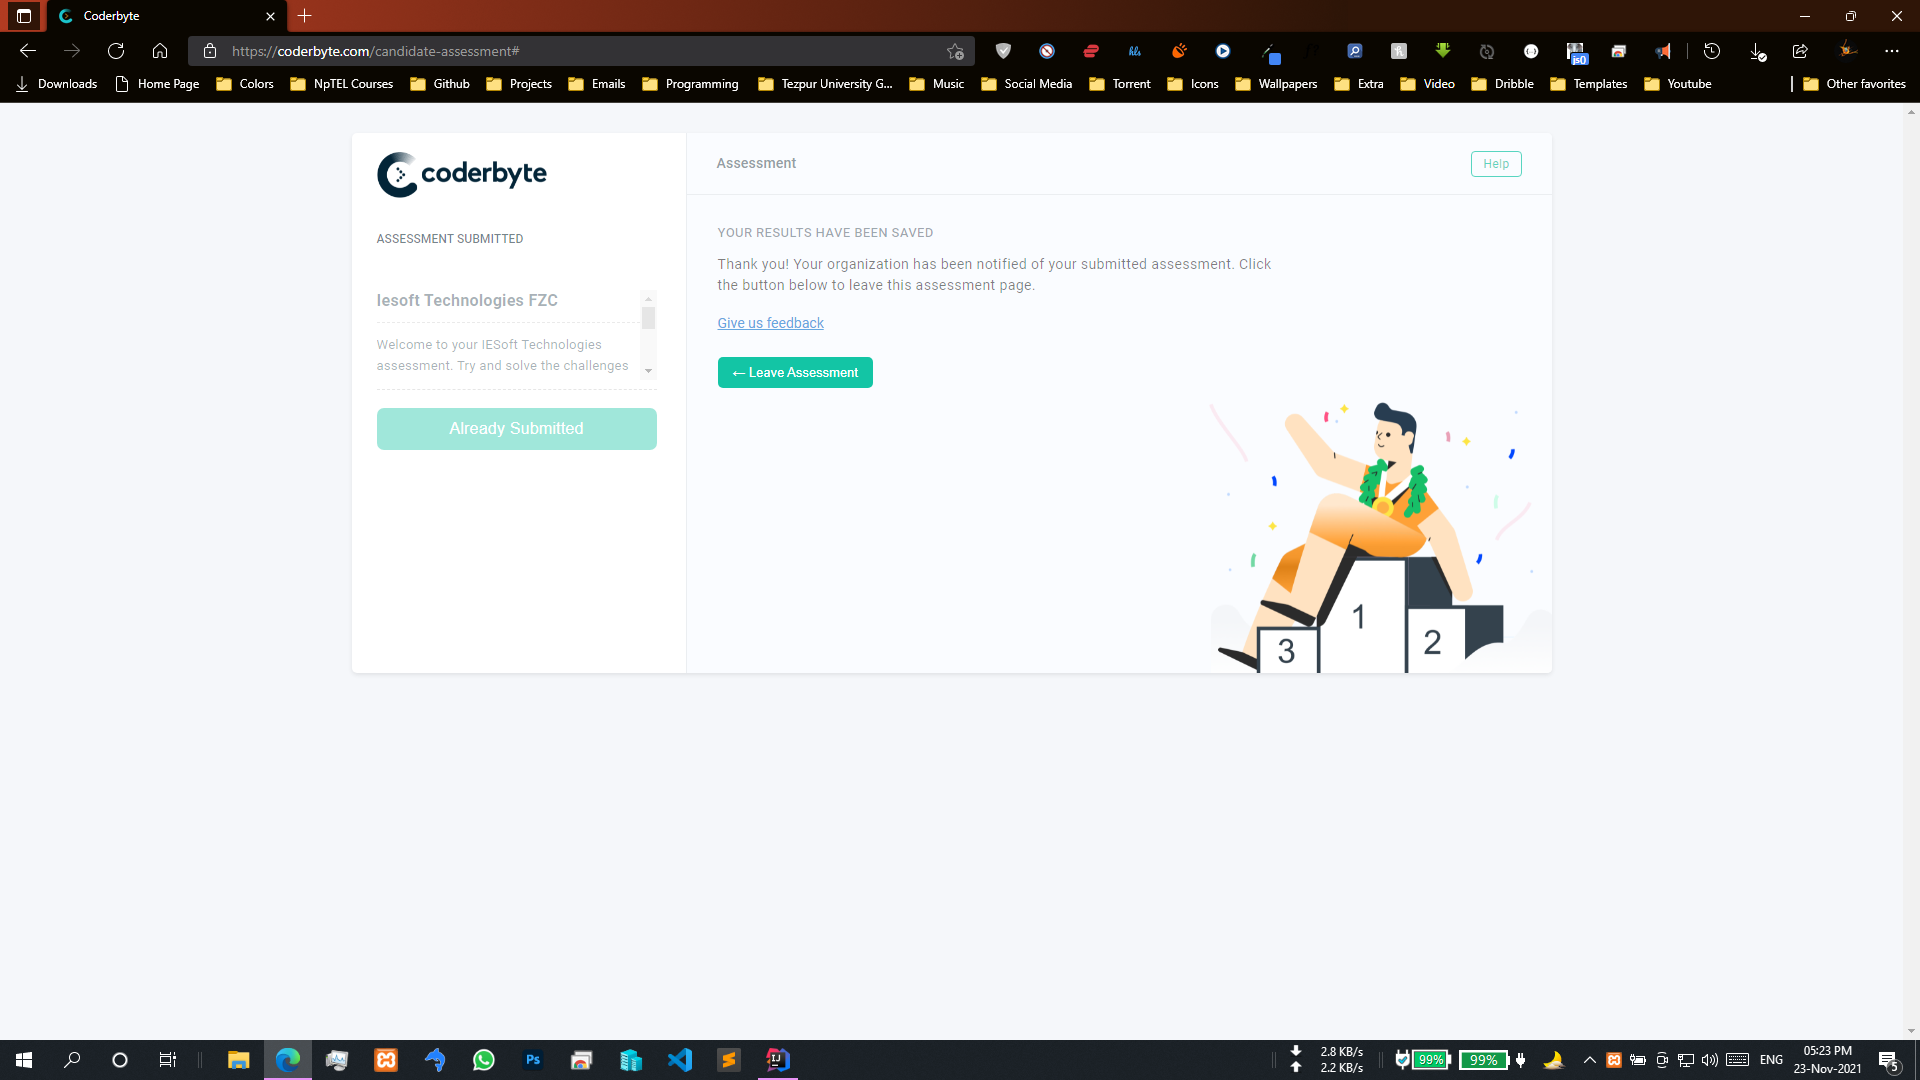 Coderbyte
https://coderbyte.com/candidate-assessment#
Downloads
Home Page
Colors
NpTEL Courses
Github
Projects
Emails
Programming
Tezpur University G...
Music
Social Media
Torrent
Icons
Wallpapers
Extra
Video
Dribble
Templates
Youtube
Other favorites
coderbyte
ASSESSMENT SUBMITTED
Iesoft Technologies FZC
Welcome to your IESoft Technologies
assessment. Try and solve the challenges
Already Submitted
Assessment
Help
YOUR RESULTS HAVE BEEN SAVED
Thank you! Your organization has been notified of your submitted assessment. Click
the button below to leave this assessment page.
Give us feedback
← Leave Assessment
1
2
3
hls
js0
Ps
IJ
2.8 KB/s
2.2 KB/s
99%
99%
ENG
05:23 PM
23-Nov-2021
5